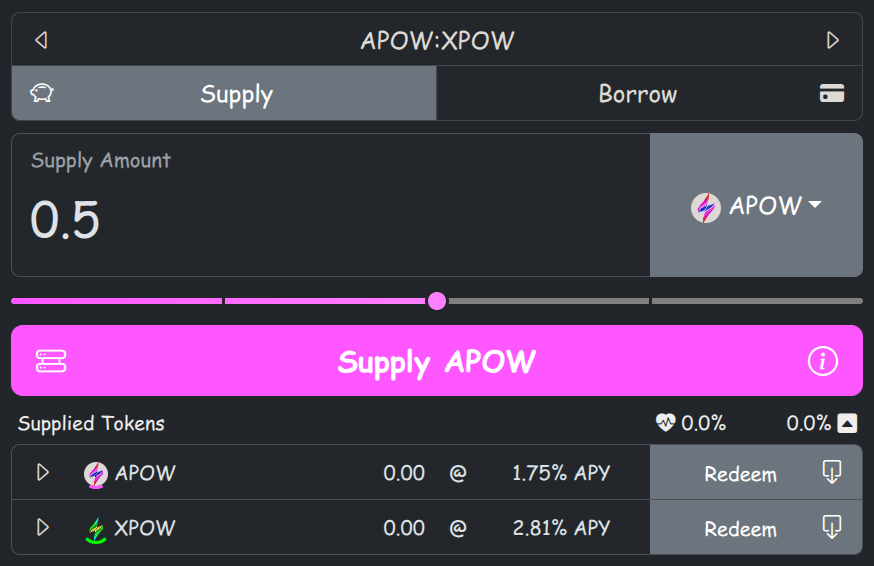 APOW:XPOW
Supply Borrow
Supply Amount
0.5
APOW
Supply APOW
Supplied Tokens 0.0% 0.0%
APOW 0.00 @ 1.75% APY Redeem
XPOW 0.00 @ 2.81% APY Redeem